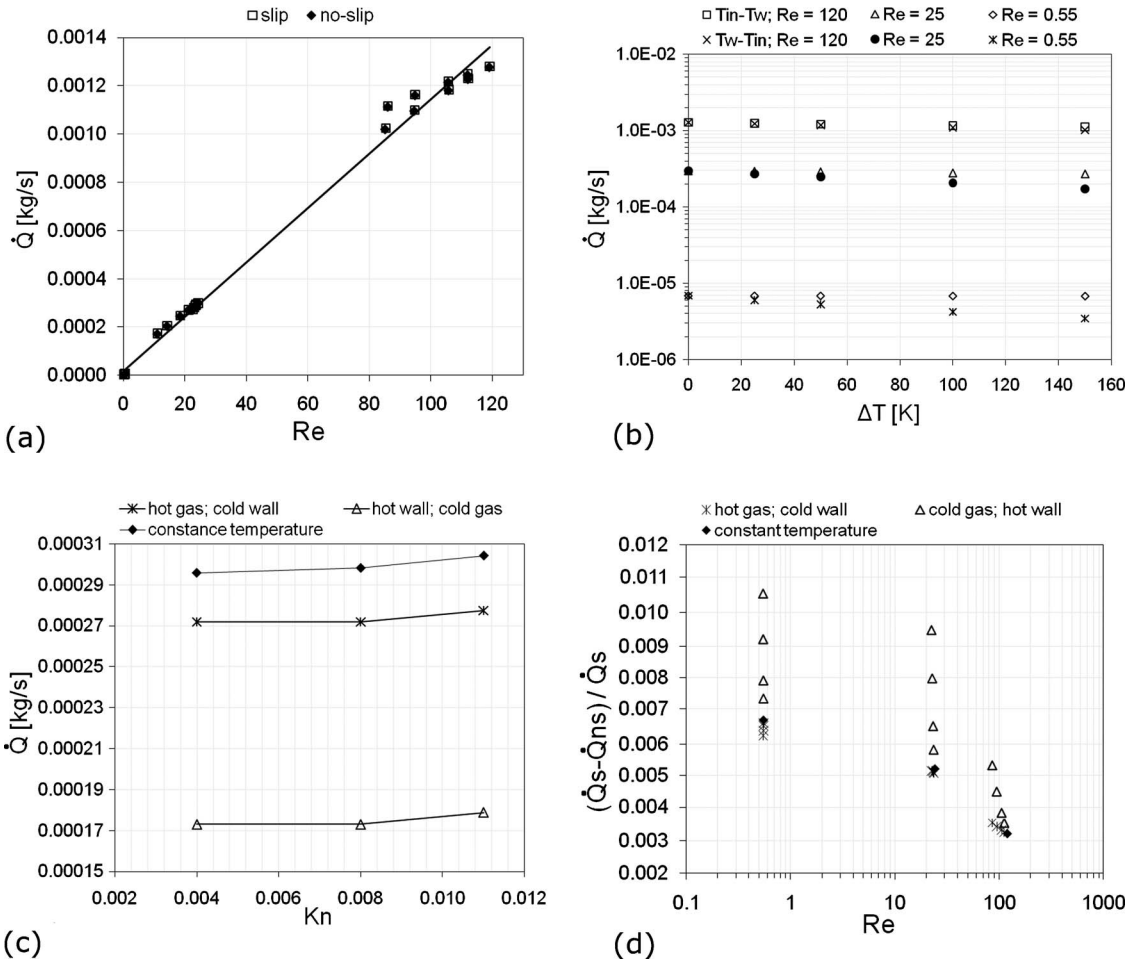 slip no-slip
0.0014
0.0012
0.0010
0.0008
0.0006
0.0004
0.0002
0.0000
Q̇ [kg/s]
0 20 40 60 80 100 120
Re
(a)
Tin-Tw; Re = 120 Re = 25 Re = 0.55
Tw-Tin; Re = 120 Re = 25 Re = 0.55
1.0E-02
1.0E-03
1.0E-04
1.0E-05
1.0E-06
Q̇ [kg/s]
0 20 40 60 80 100 120 140 160
ΔT [K]
(b)
hot gas; cold wall hot wall; cold gas
constance temperature
0.00031
0.00029
0.00027
0.00025
0.00023
0.00021
0.00019
0.00017
0.00015
Q̇ [kg/s]
0.002 0.004 0.006 0.008 0.010 0.012
Kn
(c)
hot gas; cold wall cold gas; hot wall
constant temperature
0.012
0.011
0.010
0.009
0.008
0.007
0.006
0.005
0.004
0.003
0.002
(Q̇s-Q̇ns) / Q̇s
0.1 1 10 100 1000
Re
(d)